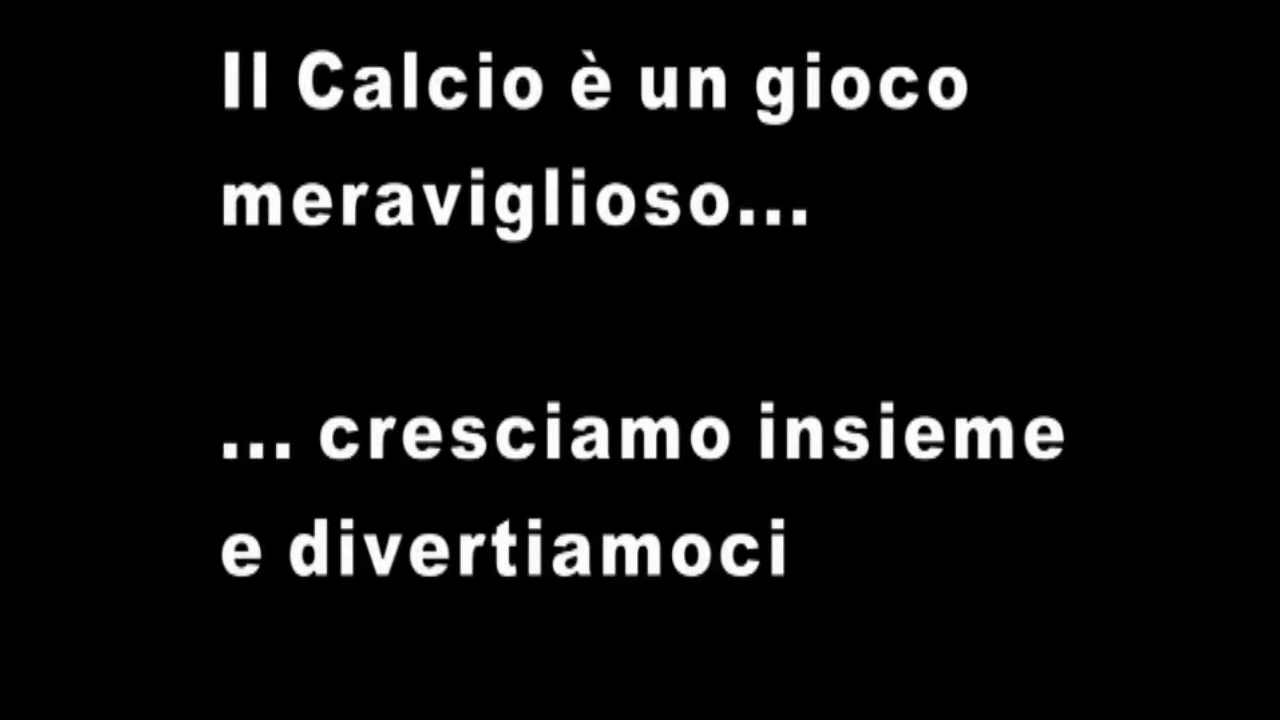 Il Calcio è un gioco
meraviglioso...
... cresciamo insieme
e divertiamoci